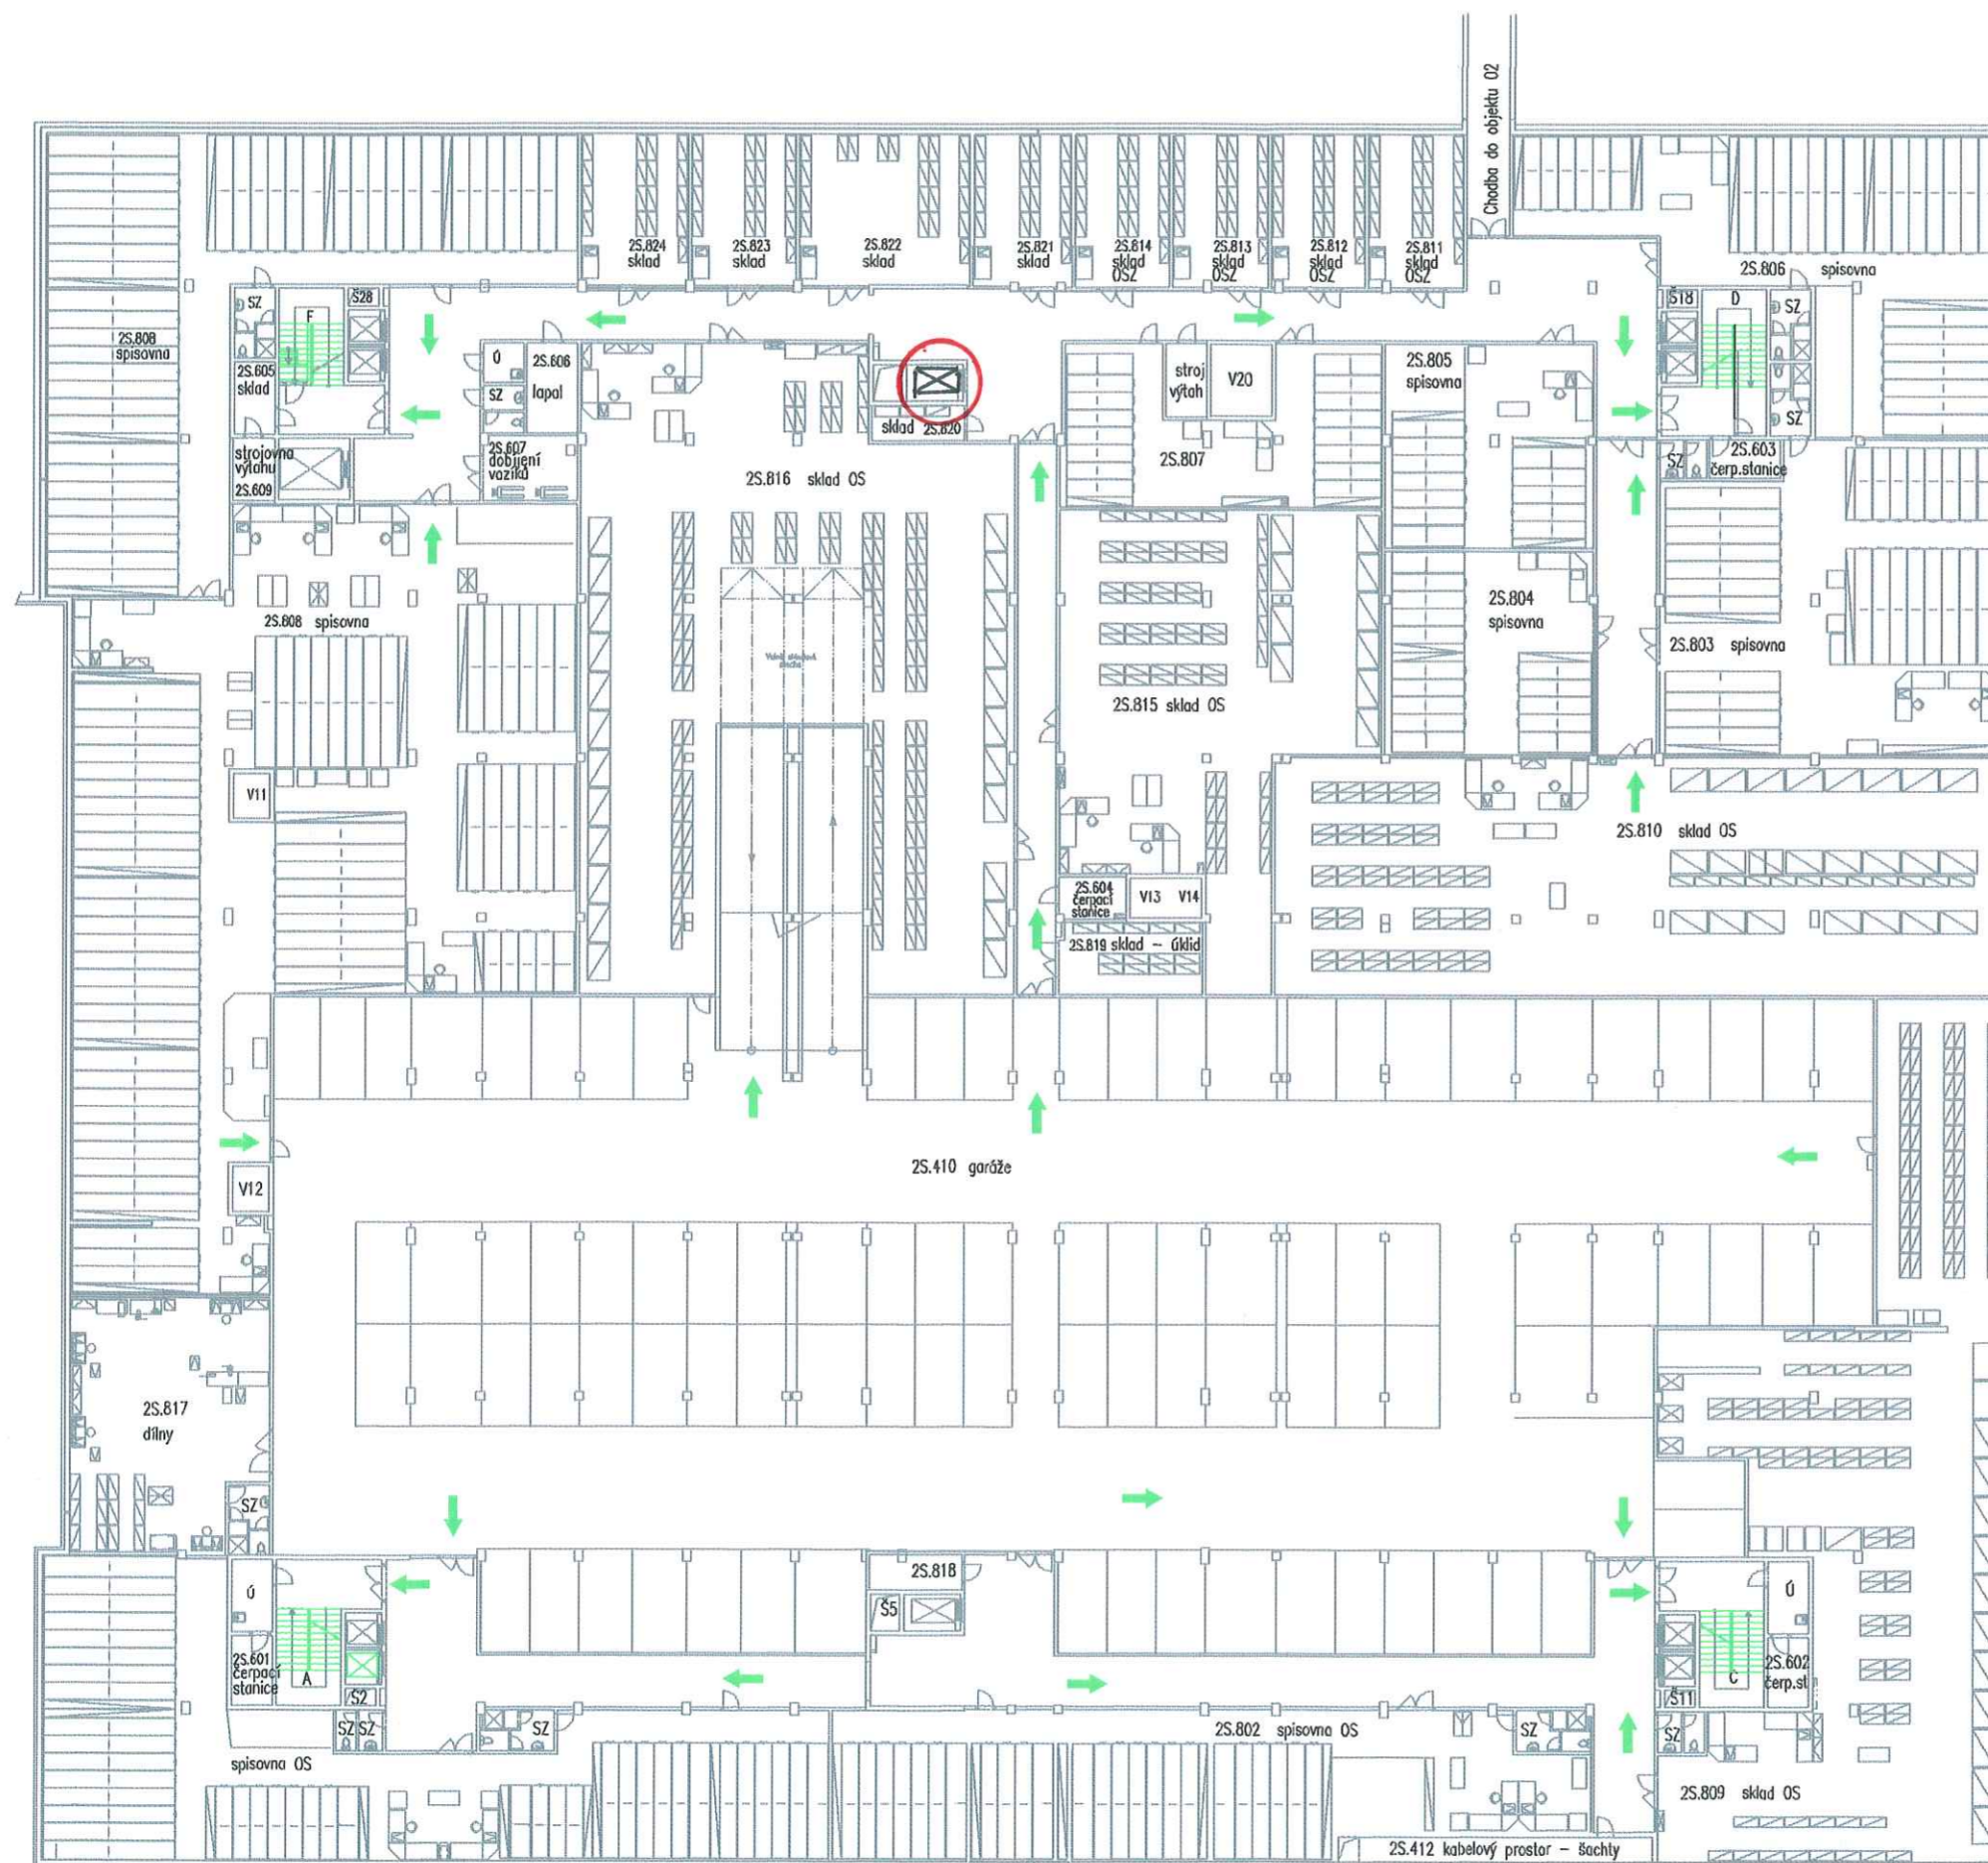 Chodba do objektu 02
2S.824
sklad
2S.823
sklad
2S.822
sklad
2S.821
sklad
2S.814
sklad
OSZ
2S.813
sklad
OSZ
2S.812
sklad
OSZ
2S.811
sklad
OSZ
2S.806 spisovna
SZ
F
Š28
Š18
D
SZ
2S.808
spisovna
2S.605
sklad
Ú
2S.606
SZ
lapol
stroj
výtah
V20
2S.805
spisovna
SZ
sklad 2S.820
strojovna
výtahu
2S.609
2S.607
dobíjení
vozíků
2S.816 sklad OS
2S.807
SZ
2S.603
čerp.stanice
2S.608 spisovna
2S.804
spisovna
2S.803 spisovna
2S.815 sklad OS
V11
2S.810 sklad OS
2S.604
čerpací
stanice
V13 V14
2S.819 sklad – úklid
2S.410 garáže
V12
2S.817
dílny
SZ
Ú
2S.818
Š5
Ú
2S.601
čerpací
stanice
A
Š2
C
Š11
2S.602
čerp.st
SZ SZ
SZ
2S.802 spisovna OS
SZ
SZ
spisovna OS
2S.809 sklad OS
2S.412 kabelový prostor – šachty